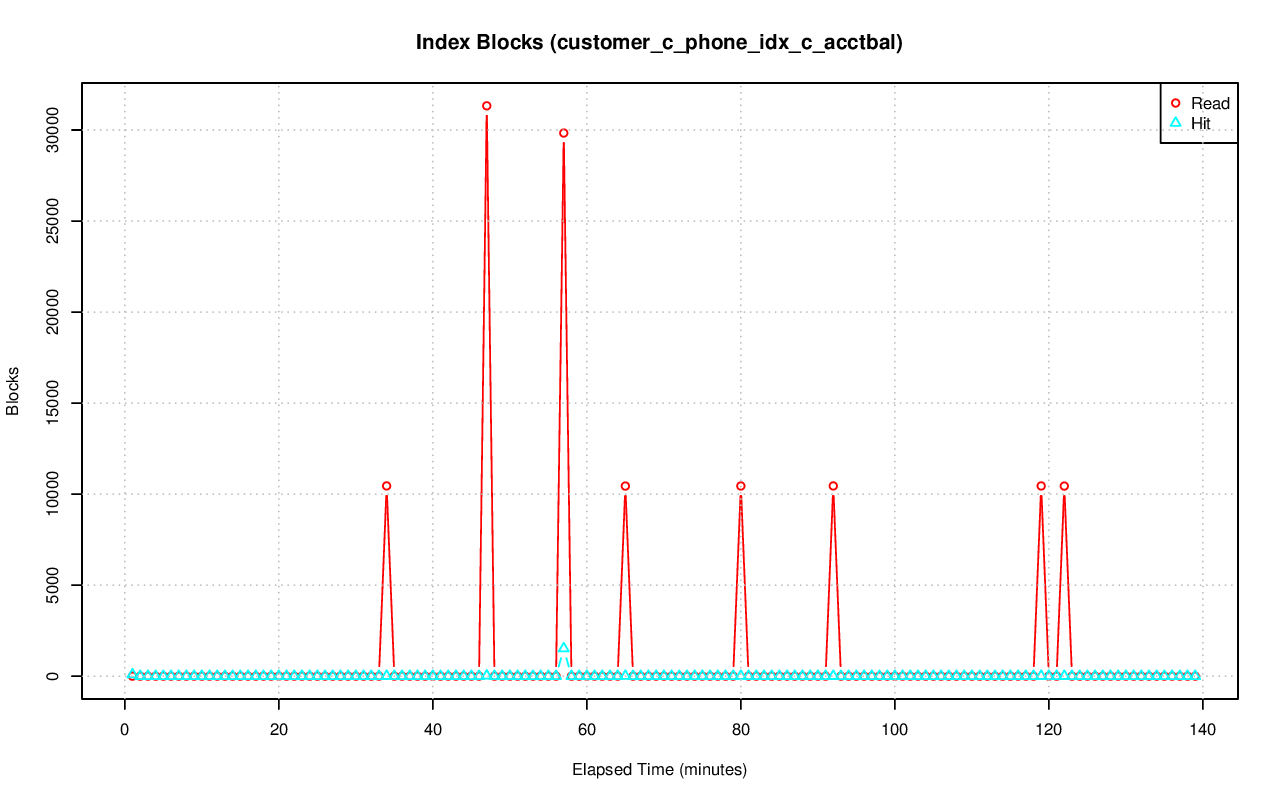 Index Blocks (customer_c_phone_idx_c_acctbal)
Read
Hit
30000
25000
20000
15000
10000
5000
0
Blocks
0 20 40 60 80 100 120 140
Elapsed Time (minutes)